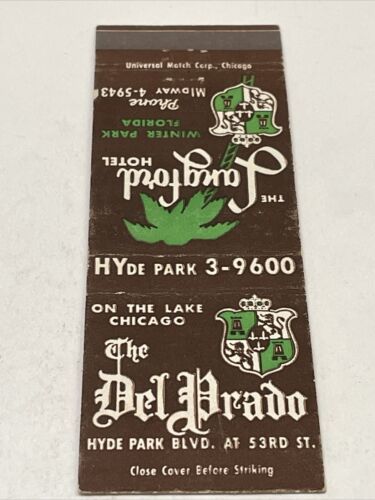 Universal Match Corp., Chicago
THE
Langford
HOTEL
WINTER PARK
FLORIDA
Phone
MIDWAY 4-5943
HYDE PARK 3-9600
ON THE LAKE
CHICAGO
The
Del Prado
HYDE PARK BLVD. AT 53RD ST.
Close Cover Before Striking